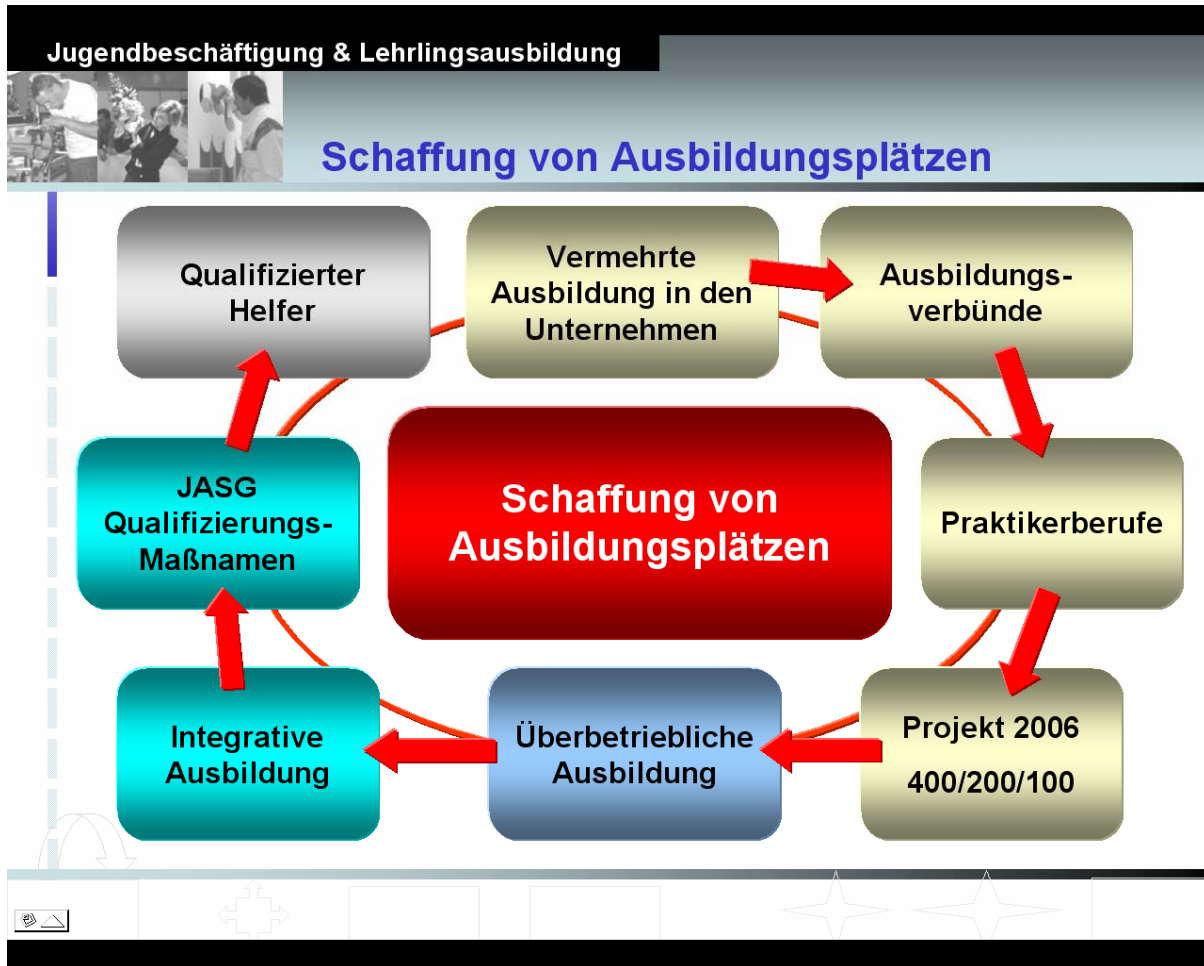 Jugendbeschäftigung & Lehrlingsausbildung
Schaffung von Ausbildungsplätzen
Qualifizierter
Helfer
Vermehrte
Ausbildung in den
Unternehmen
Ausbildungs-
verbünde
JASG
Qualifizierungs-
Maßnamen
Schaffung von
Ausbildungsplätzen
Praktikerberufe
Integrative
Ausbildung
Überbetriebliche
Ausbildung
Projekt 2006
400/200/100